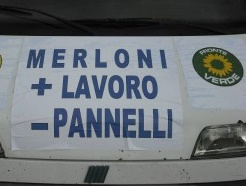 MERLONI
+ LAVORO
- PANNELLI
FRONTE
VERDE